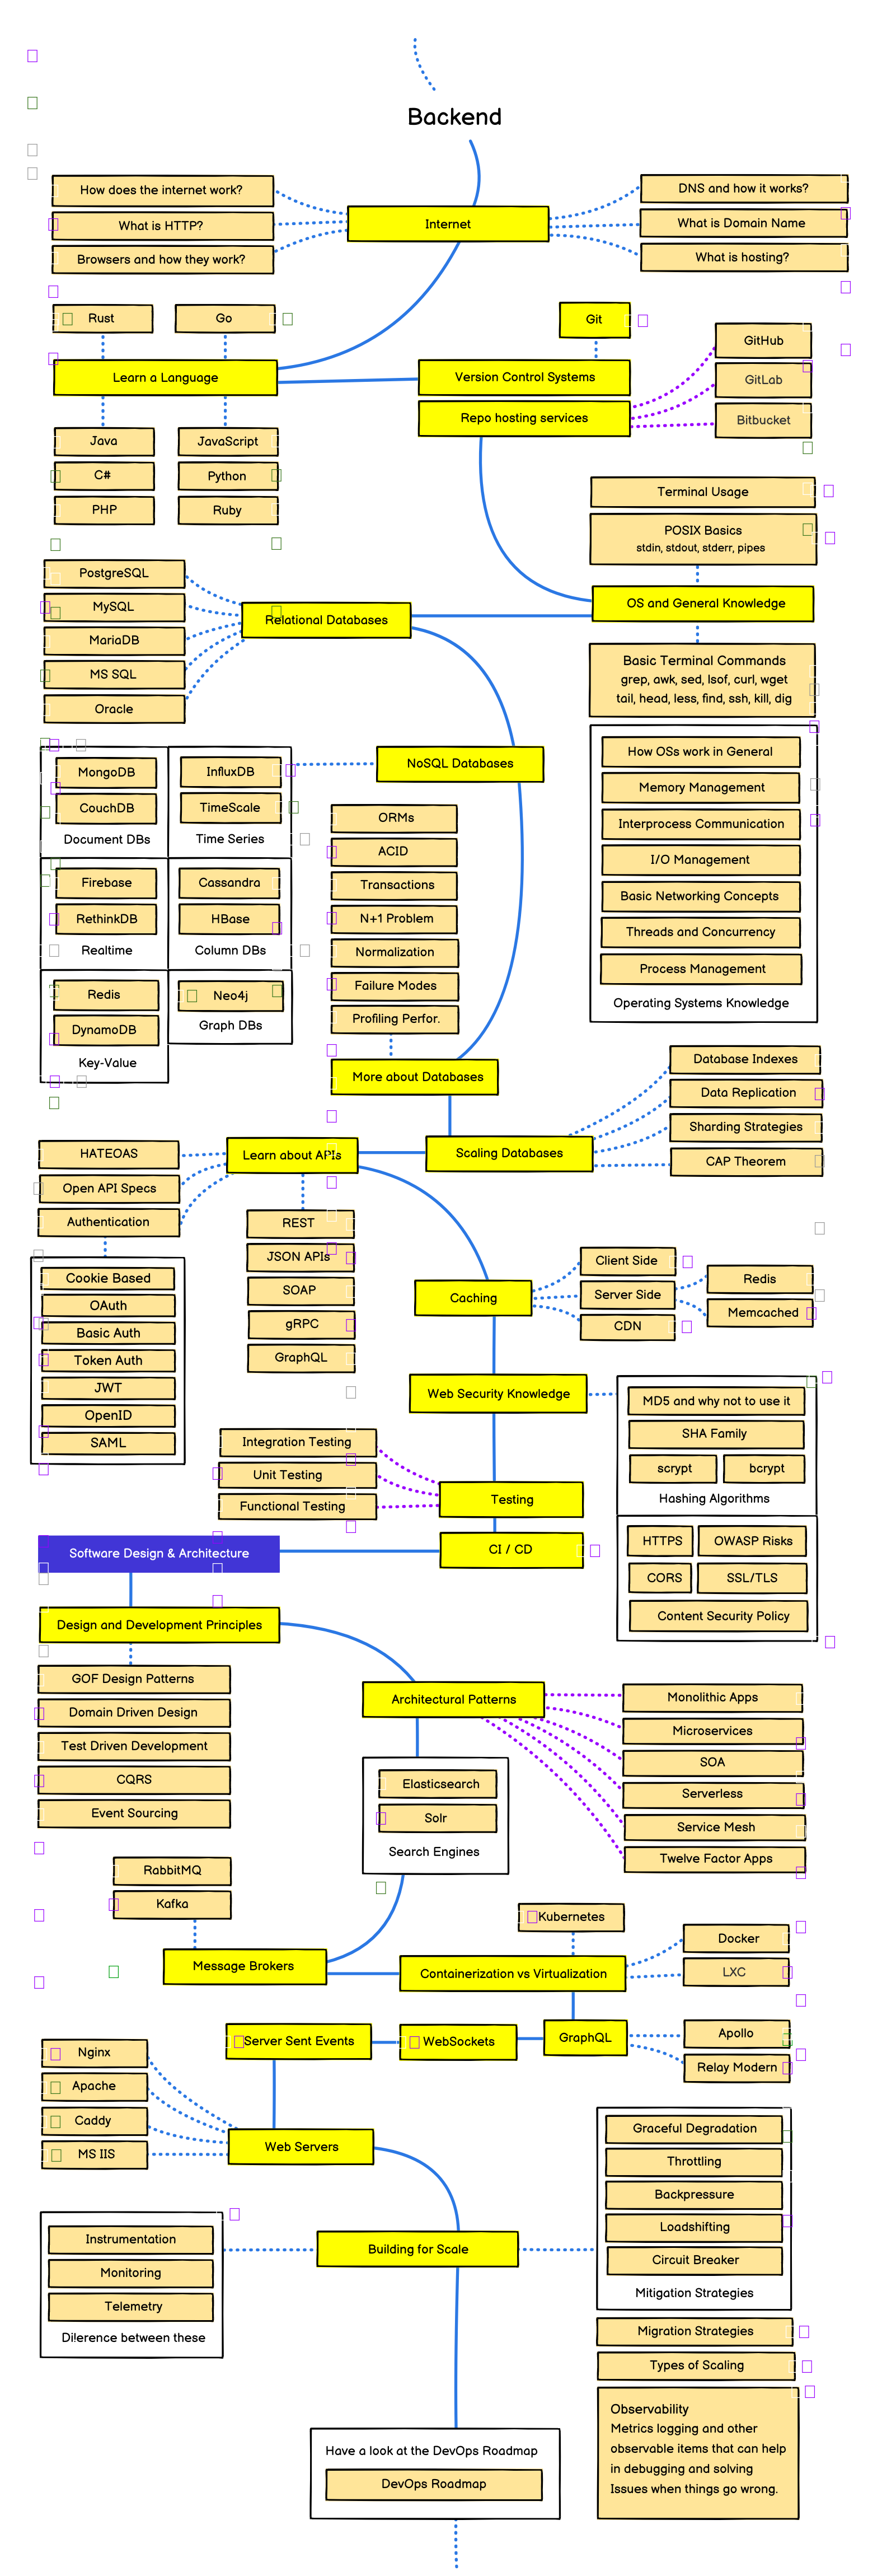 Backend
How does the internet work?
What is HTTP?
Browsers and how they work?
Internet
DNS and how it works?
What is Domain Name
What is hosting?
Rust
Go
Learn a Language
Java
JavaScript
C#
Python
PHP
Ruby
Git
Version Control Systems
Repo hosting services
GitHub
GitLab
Bitbucket
Terminal Usage
POSIX Basics
stdin, stdout, stderr, pipes
OS and General Knowledge
Basic Terminal Commands
grep, awk, sed, lsof, curl, wget
tail, head, less, find, ssh, kill, dig
How OSs work in General
Memory Management
Interprocess Communication
I/O Management
Basic Networking Concepts
Threads and Concurrency
Process Management
Operating Systems Knowledge
PostgreSQL
MySQL
MariaDB
MS SQL
Oracle
Relational Databases
NoSQL Databases
MongoDB
CouchDB
Document DBs
InfluxDB
TimeScale
Time Series
Firebase
RethinkDB
Realtime
Cassandra
HBase
Column DBs
Redis
DynamoDB
Key-Value
Neo4j
Graph DBs
ORMs
ACID
Transactions
N+1 Problem
Normalization
Failure Modes
Profiling Perfor.
More about Databases
Scaling Databases
Database Indexes
Data Replication
Sharding Strategies
CAP Theorem
Learn about APIs
HATEOAS
Open API Specs
Authentication
Cookie Based
OAuth
Basic Auth
Token Auth
JWT
OpenID
SAML
REST
JSON APIs
SOAP
gRPC
GraphQL
Caching
Client Side
Server Side
CDN
Redis
Memcached
Web Security Knowledge
MD5 and why not to use it
SHA Family
scrypt
bcrypt
Hashing Algorithms
HTTPS
OWASP Risks
CORS
SSL/TLS
Content Security Policy
Integration Testing
Unit Testing
Functional Testing
Testing
CI / CD
Software Design & Architecture
Design and Development Principles
GOF Design Patterns
Domain Driven Design
Test Driven Development
CQRS
Event Sourcing
Architectural Patterns
Monolithic Apps
Microservices
SOA
Serverless
Service Mesh
Twelve Factor Apps
Elasticsearch
Solr
Search Engines
RabbitMQ
Kafka
Message Brokers
Kubernetes
Containerization vs Virtualization
Docker
LXC
Server Sent Events
WebSockets
GraphQL
Apollo
Relay Modern
Nginx
Apache
Caddy
MS IIS
Web Servers
Graceful Degradation
Throttling
Backpressure
Loadshifting
Circuit Breaker
Mitigation Strategies
Instrumentation
Monitoring
Telemetry
Di!erence between these
Building for Scale
Migration Strategies
Types of Scaling
Observability
Metrics logging and other
observable items that can help
in debugging and solving
Issues when things go wrong.
Have a look at the DevOps Roadmap
DevOps Roadmap